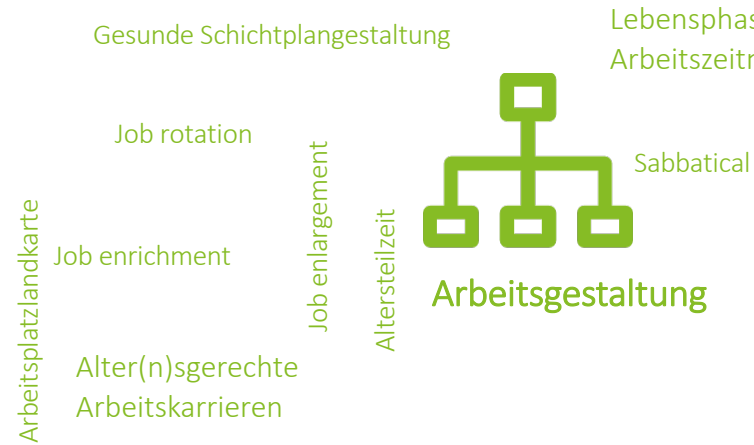 Gesunde Schichtplangestaltung
Job rotation
Sabbatical
Job enlargement
Altersteilzeit
Arbeitsplatzlandkarte
Job enrichment
Arbeitsgestaltung
Alter(n)sgerechte
Arbeitskarrieren